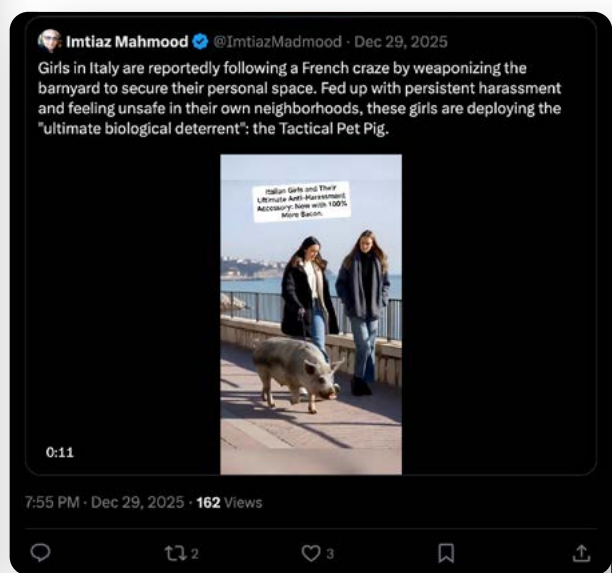 Imtiaz Mahmood @ImtiazMadmood · Dec 29, 2025
Girls in Italy are reportedly following a French craze by weaponizing the
barnyard to secure their personal space. Fed up with persistent harassment
and feeling unsafe in their own neighborhoods, these girls are deploying the
"ultimate biological deterrent": the Tactical Pet Pig.
Italian Girls and Their
Ultimate Anti-Harassment
Accessory: Now with 100%
More Bacon.
0:11
7:55 PM · Dec 29, 2025 · 162 Views
2
3